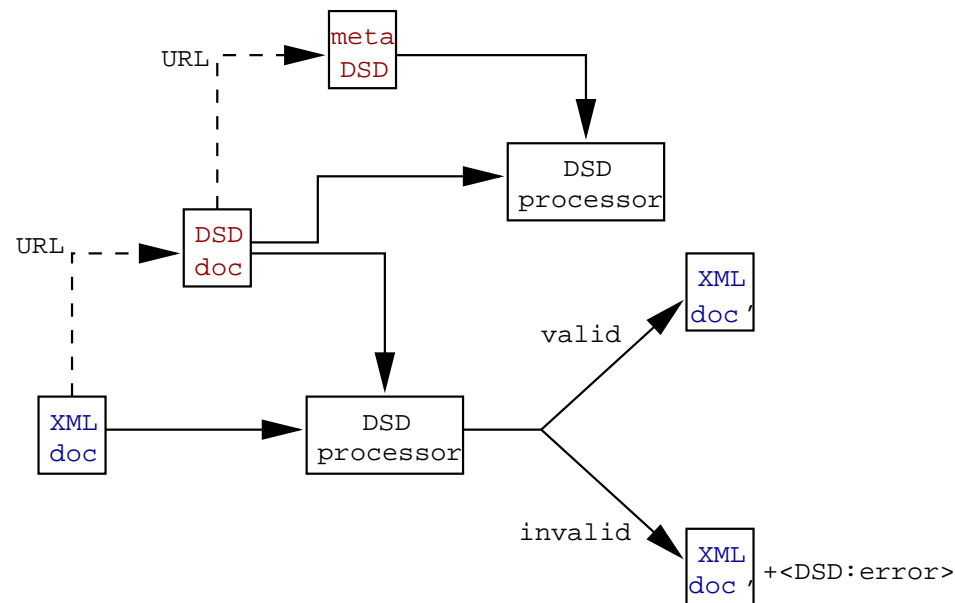 meta
DSD
URL
DSD
processor
DSD
doc
URL
XML
doc'
valid
XML
doc
DSD
processor
invalid
XML
doc'
+<DSD:error>